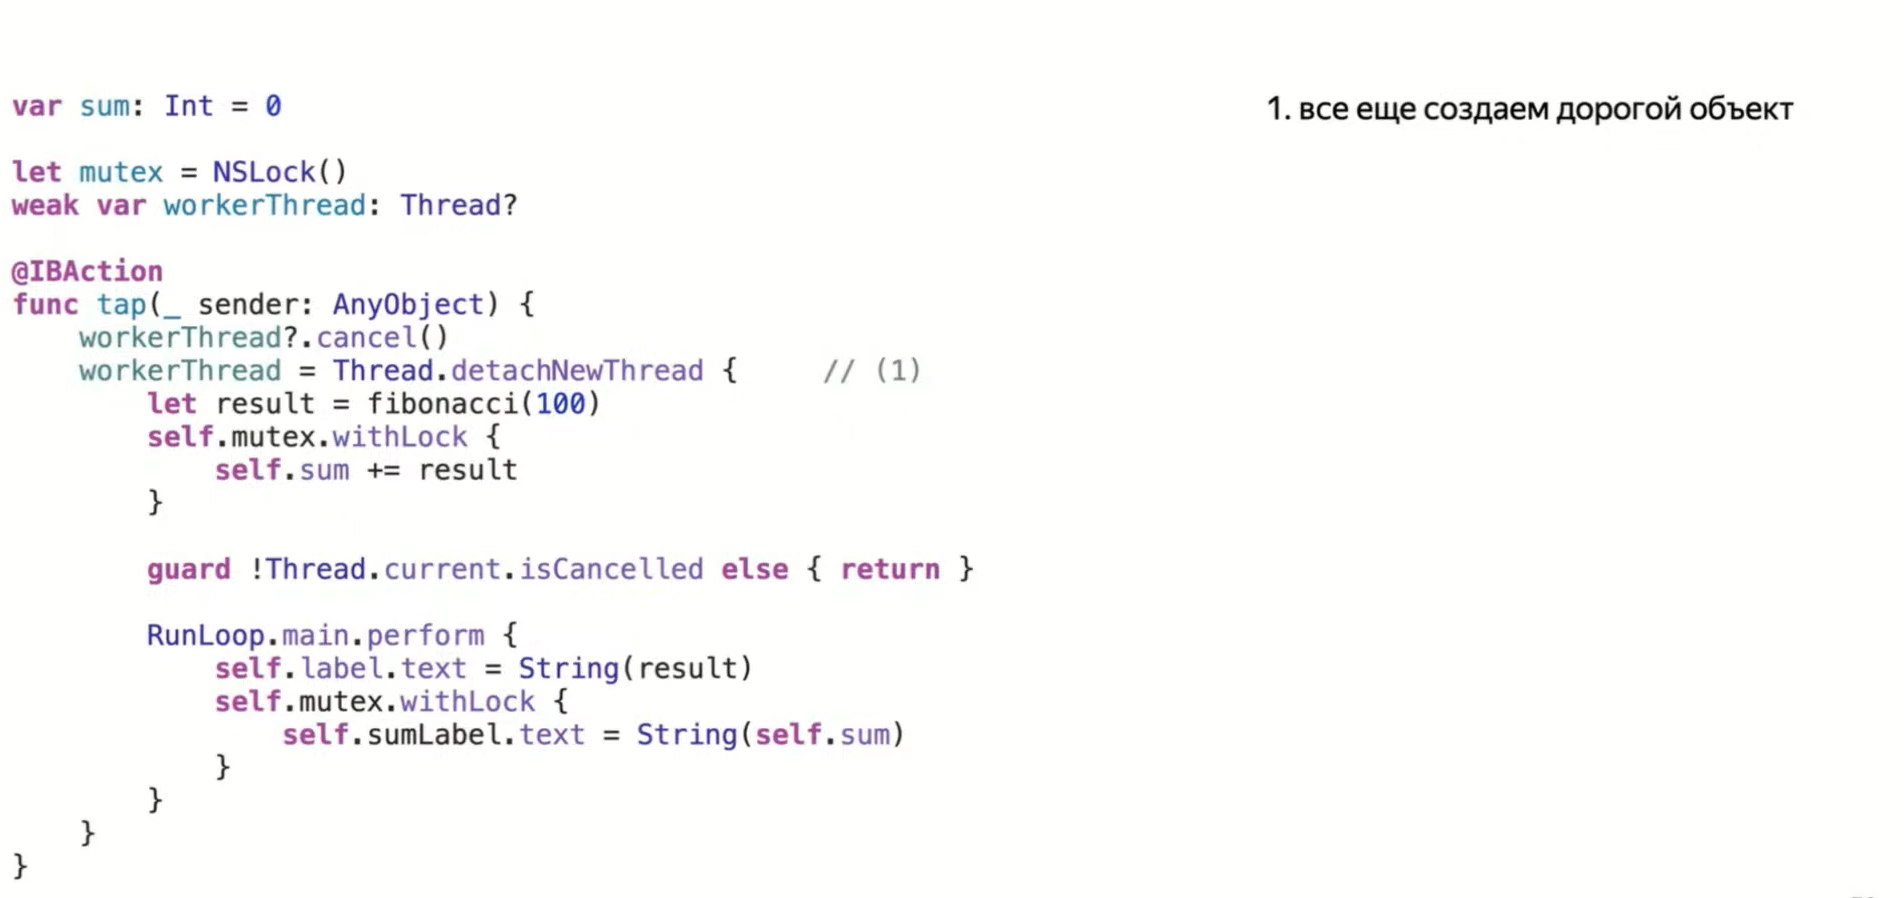 var sum: Int = 0
1. все еще создаем дорогой объект
let mutex = NSLock()
weak var workerThread: Thread?
@IBAction
func tap(_ sender: AnyObject) {
workerThread?.cancel()
workerThread = Thread.detachNewThread { // (1)
let result = fibonacci(100)
self.mutex.withLock {
self.sum += result
}
guard !Thread.current.isCancelled else { return }
RunLoop.main.perform {
self.label.text = String(result)
self.mutex.withLock {
self.sumLabel.text = String(self.sum)
}
}
}
}